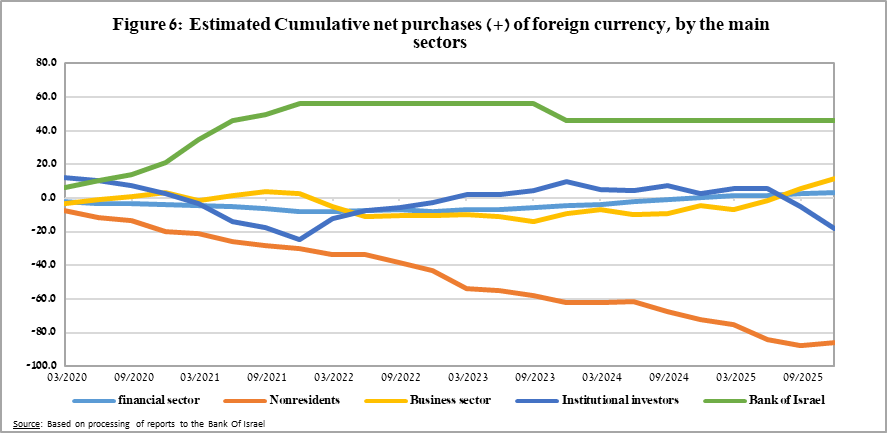 Figure 6: Estimated Cumulative net purchases (+) of foreign currency, by the main
sectors
80.0
60.0
40.0
20.0
0.0
-20.0
-40.0
-60.0
-80.0
-100.0
03/2020 09/2020 03/2021 09/2021 03/2022 09/2022 03/2023 09/2023 03/2024 09/2024 03/2025 09/2025
financial sector Nonresidents Business sector Institutional investors Bank of Israel
Source: Based on processing of reports to the Bank Of Israel